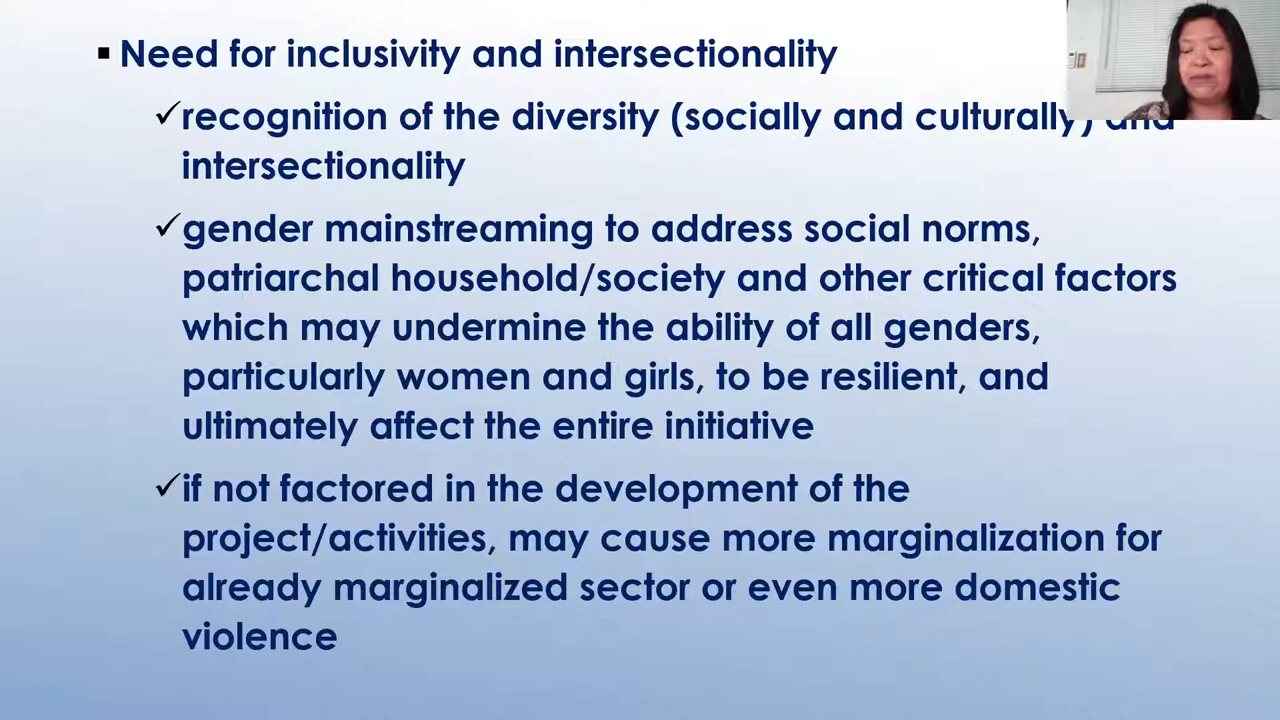 ▪ Need for inclusivity and intersectionality
✓recognition of the diversity (socially and culturally) and
intersectionality
✓gender mainstreaming to address social norms,
patriarchal household/society and other critical factors
which may undermine the ability of all genders,
particularly women and girls, to be resilient, and
ultimately affect the entire initiative
✓if not factored in the development of the
project/activities, may cause more marginalization for
already marginalized sector or even more domestic
violence